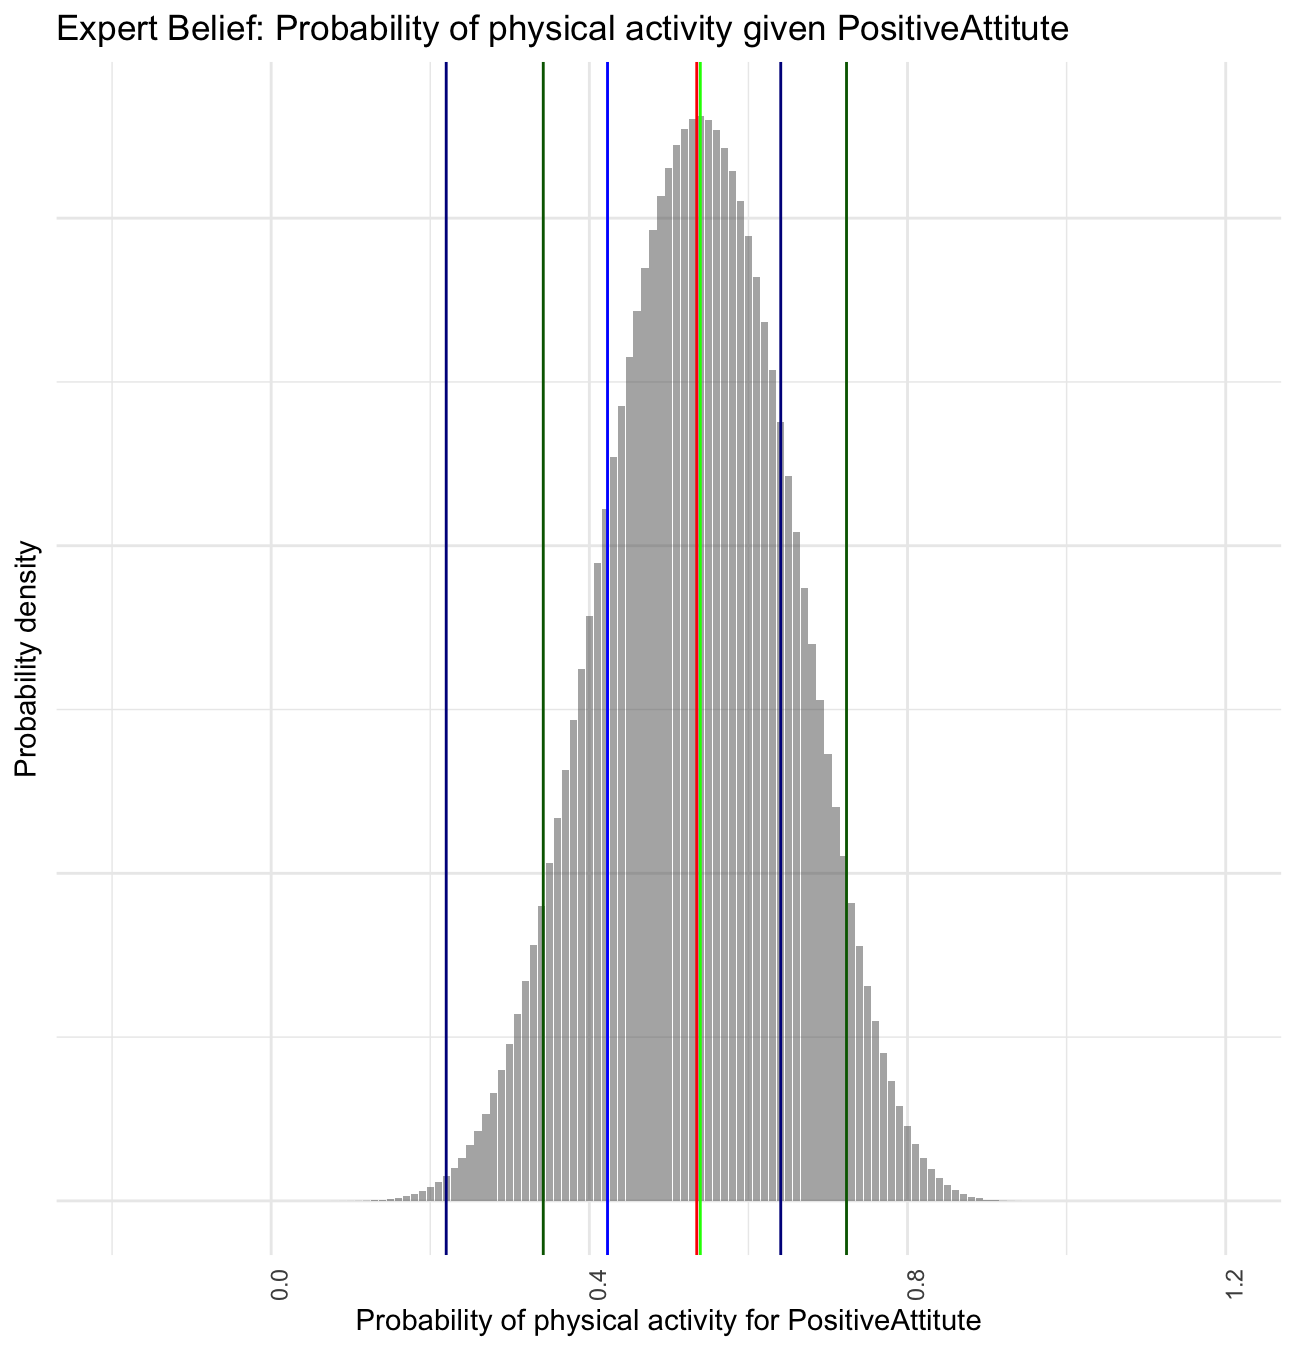 Expert Belief: Probability of physical activity given PositiveAttitute
Probability density
0.0
0.4
0.8
1.2
Probability of physical activity for PositiveAttitute